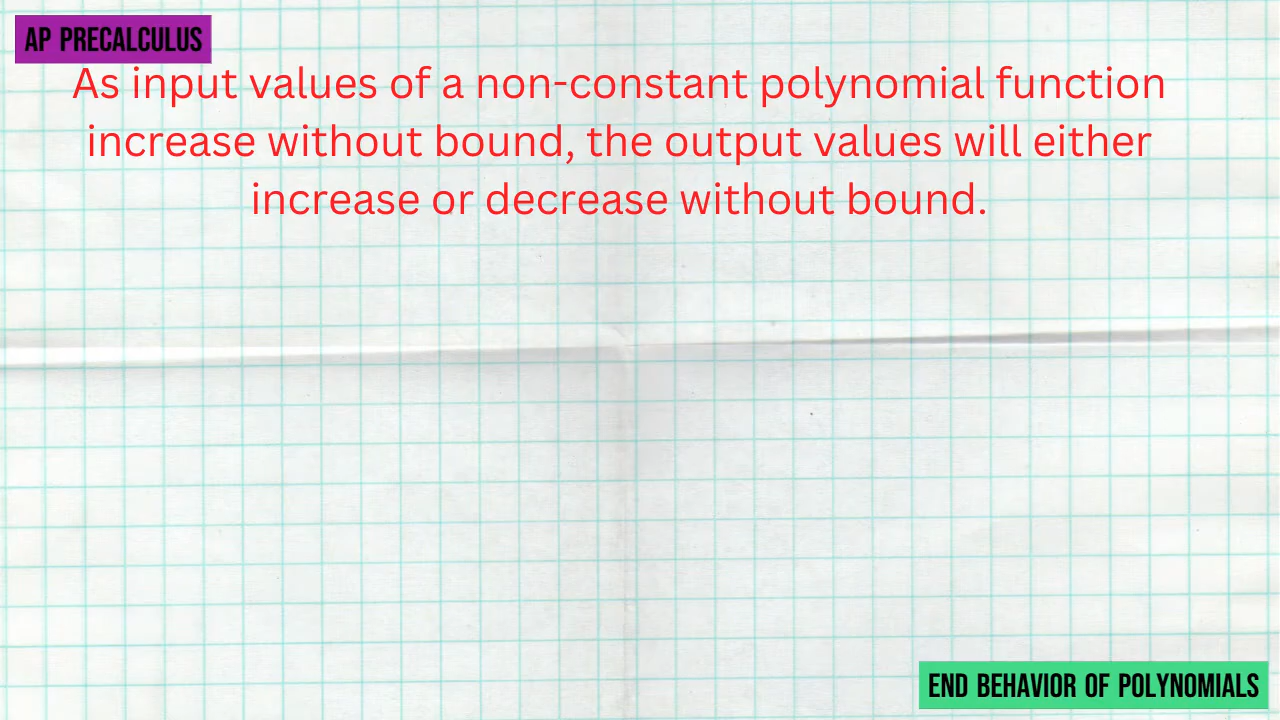 AP PRECALCULUS
As input values of a non-constant polynomial function
increase without bound, the output values will either
increase or decrease without bound.
END BEHAVIOR OF POLYNOMIALS